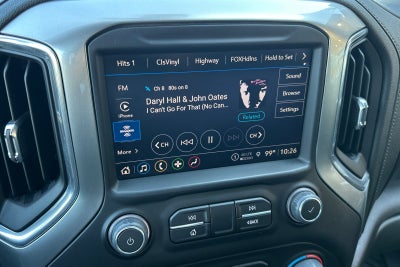 Hits 1 ClsVinyl Highway FOXHdlns Hold to Set
FM
Ch 8 80s on 8
Sound
iPhone
Daryl Hall & John Oates
Browse
I Can't Go For That (No Can...
Settings
Related
CH
CH
More
99° 10:26
BACK